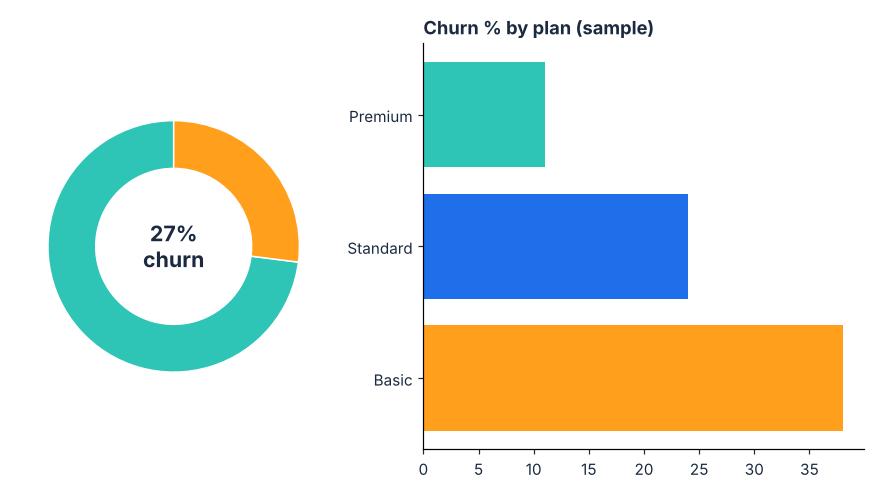 27%
churn
Churn % by plan (sample)
Premium
Standard
Basic
0 5 10 15 20 25 30 35